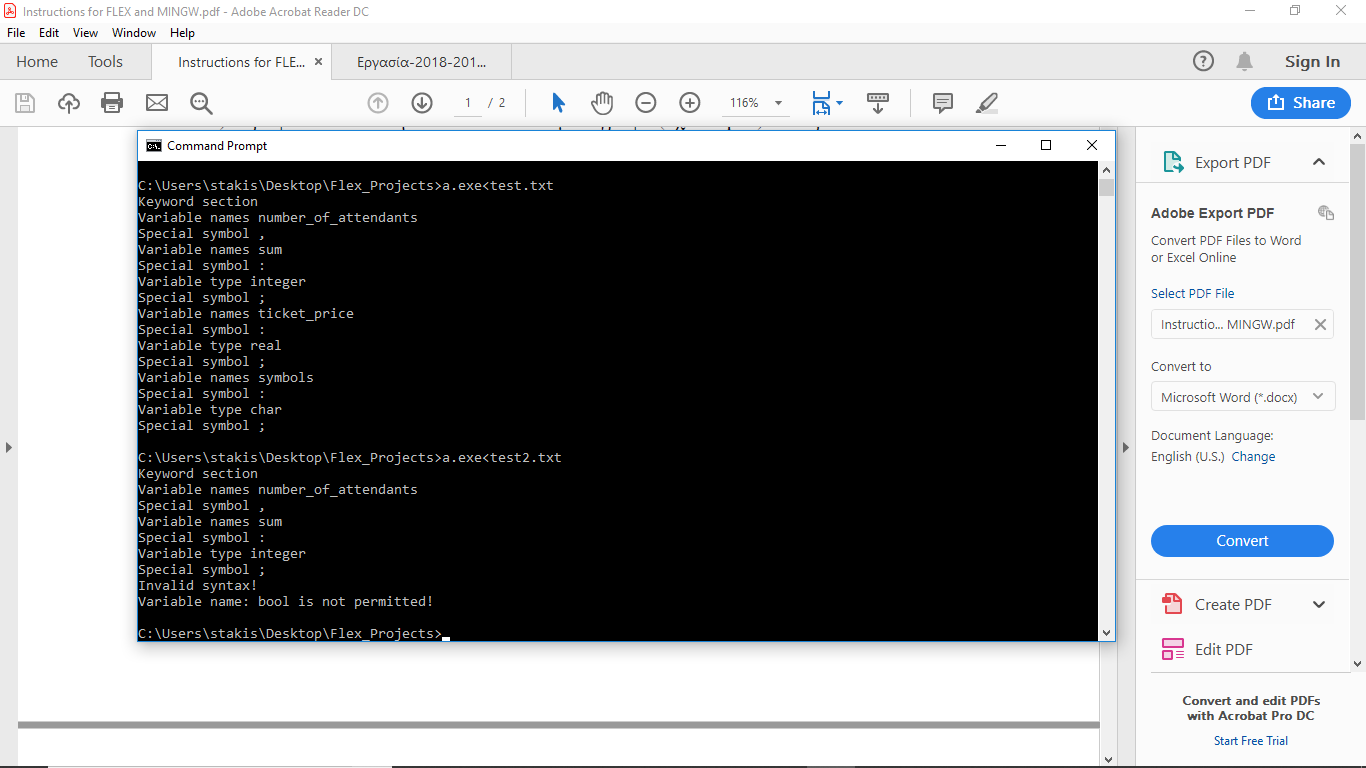 Instructions for FLEX and MINGW.pdf - Adobe Acrobat Reader DC
File Edit View Window Help
Home Tools Instructions for FLE... Εργασία-2018-201... Sign In
1 / 2 116% Share
Command Prompt
C:\Users\stakis\Desktop\Flex_Projects>a.exe<test.txt
Keyword section
Variable names number_of_attendants
Special symbol ,
Variable names sum
Special symbol :
Variable type integer
Special symbol ;
Variable names ticket_price
Special symbol :
Variable type real
Special symbol ;
Variable names symbols
Special symbol :
Variable type char
Special symbol ;
C:\Users\stakis\Desktop\Flex_Projects>a.exe<test2.txt
Keyword section
Variable names number_of_attendants
Special symbol ,
Variable names sum
Special symbol :
Variable type integer
Special symbol ;
Invalid syntax!
Variable name: bool is not permitted!
C:\Users\stakis\Desktop\Flex_Projects>
Export PDF
Adobe Export PDF
Convert PDF Files to Word
or Excel Online
Select PDF File
Instructio... MINGW.pdf
Convert to
Microsoft Word (*.docx)
Document Language:
English (U.S.) Change
Convert
Create PDF
Edit PDF
Convert and edit PDFs
with Acrobat Pro DC
Start Free Trial